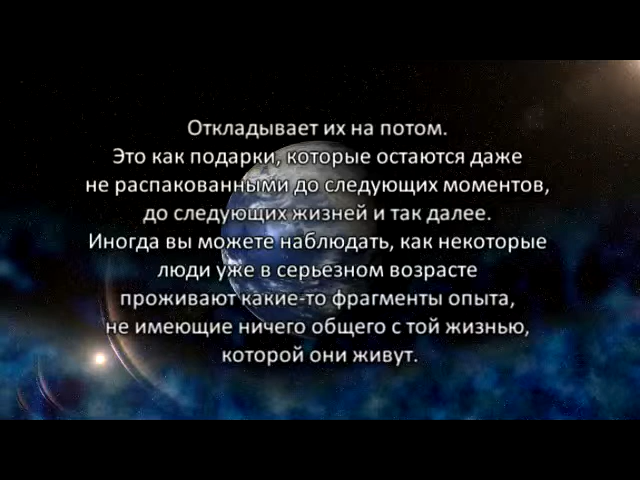 Откладывает их на потом.
Это как подарки, которые остаются даже
не распакованными до следующих моментов,
до следующих жизней и так далее.
Иногда вы можете наблюдать, как некоторые
люди уже в серьезном возрасте
проживают какие-то фрагменты опыта,
не имеющие ничего общего с той жизнью,
которой они живут.